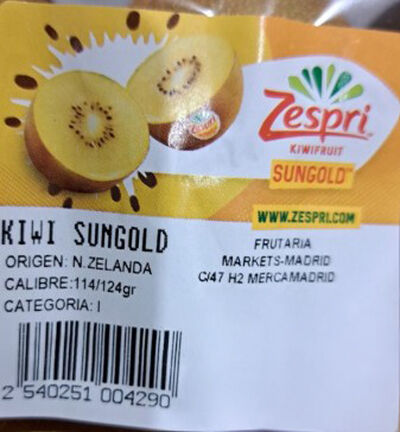 Zespri
KIWIFRUIT
SUNGOLD™
WWW.ZESPRI.COM
KIWI SUNGOLD
ORIGEN: N.ZELANDA
CALIBRE:114/124gr
CATEGORIA: I
FRUTARIA
MARKETS-MADRID
C/47 H2 MERCAMADRID
2 540251 004290